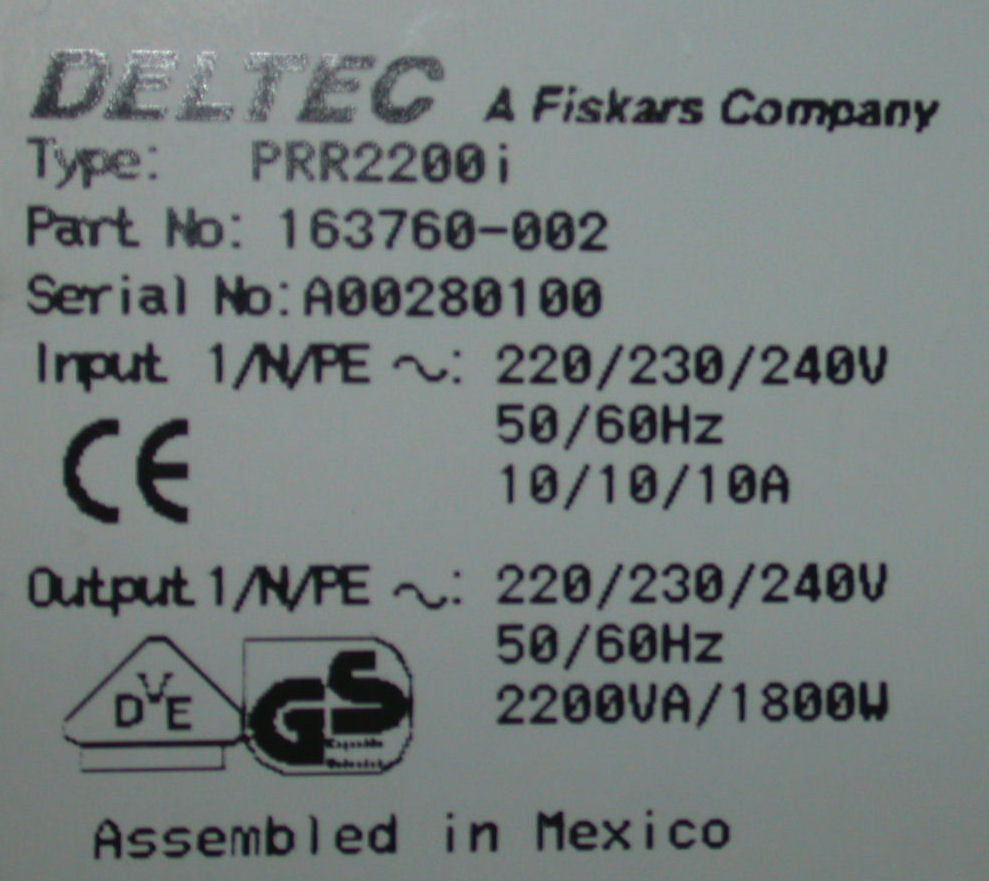 DELTEC A Fiskars Company
Type: PRR2200i
Part No: 163760-002
Serial No: A00280100
Input 1/N/PE ~: 220/230/240V
50/60Hz
10/10/10A
CE
Output 1/N/PE ~: 220/230/240V
50/60Hz
2200VA/1800W
DVE
GS
Assembled in Mexico